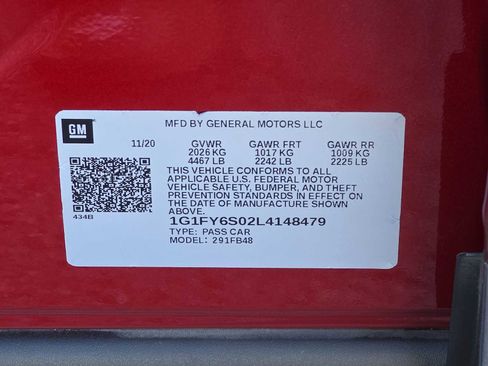 GM
MFD BY GENERAL MOTORS LLC
11/20 GVWR GAWR FRT GAWR RR
2026 KG 1017 KG 1009 KG
4467 LB 2242 LB 2225 LB
THIS VEHICLE CONFORMS TO ALL
APPLICABLE U.S. FEDERAL MOTOR
VEHICLE SAFETY, BUMPER, AND THEFT
PREVENTION STANDARDS IN EFFECT ON
THE DATE OF MANUFACTURE SHOWN
ABOVE.
434B
1G1FY6S02L4148479
TYPE: PASS CAR
MODEL: 291FB48